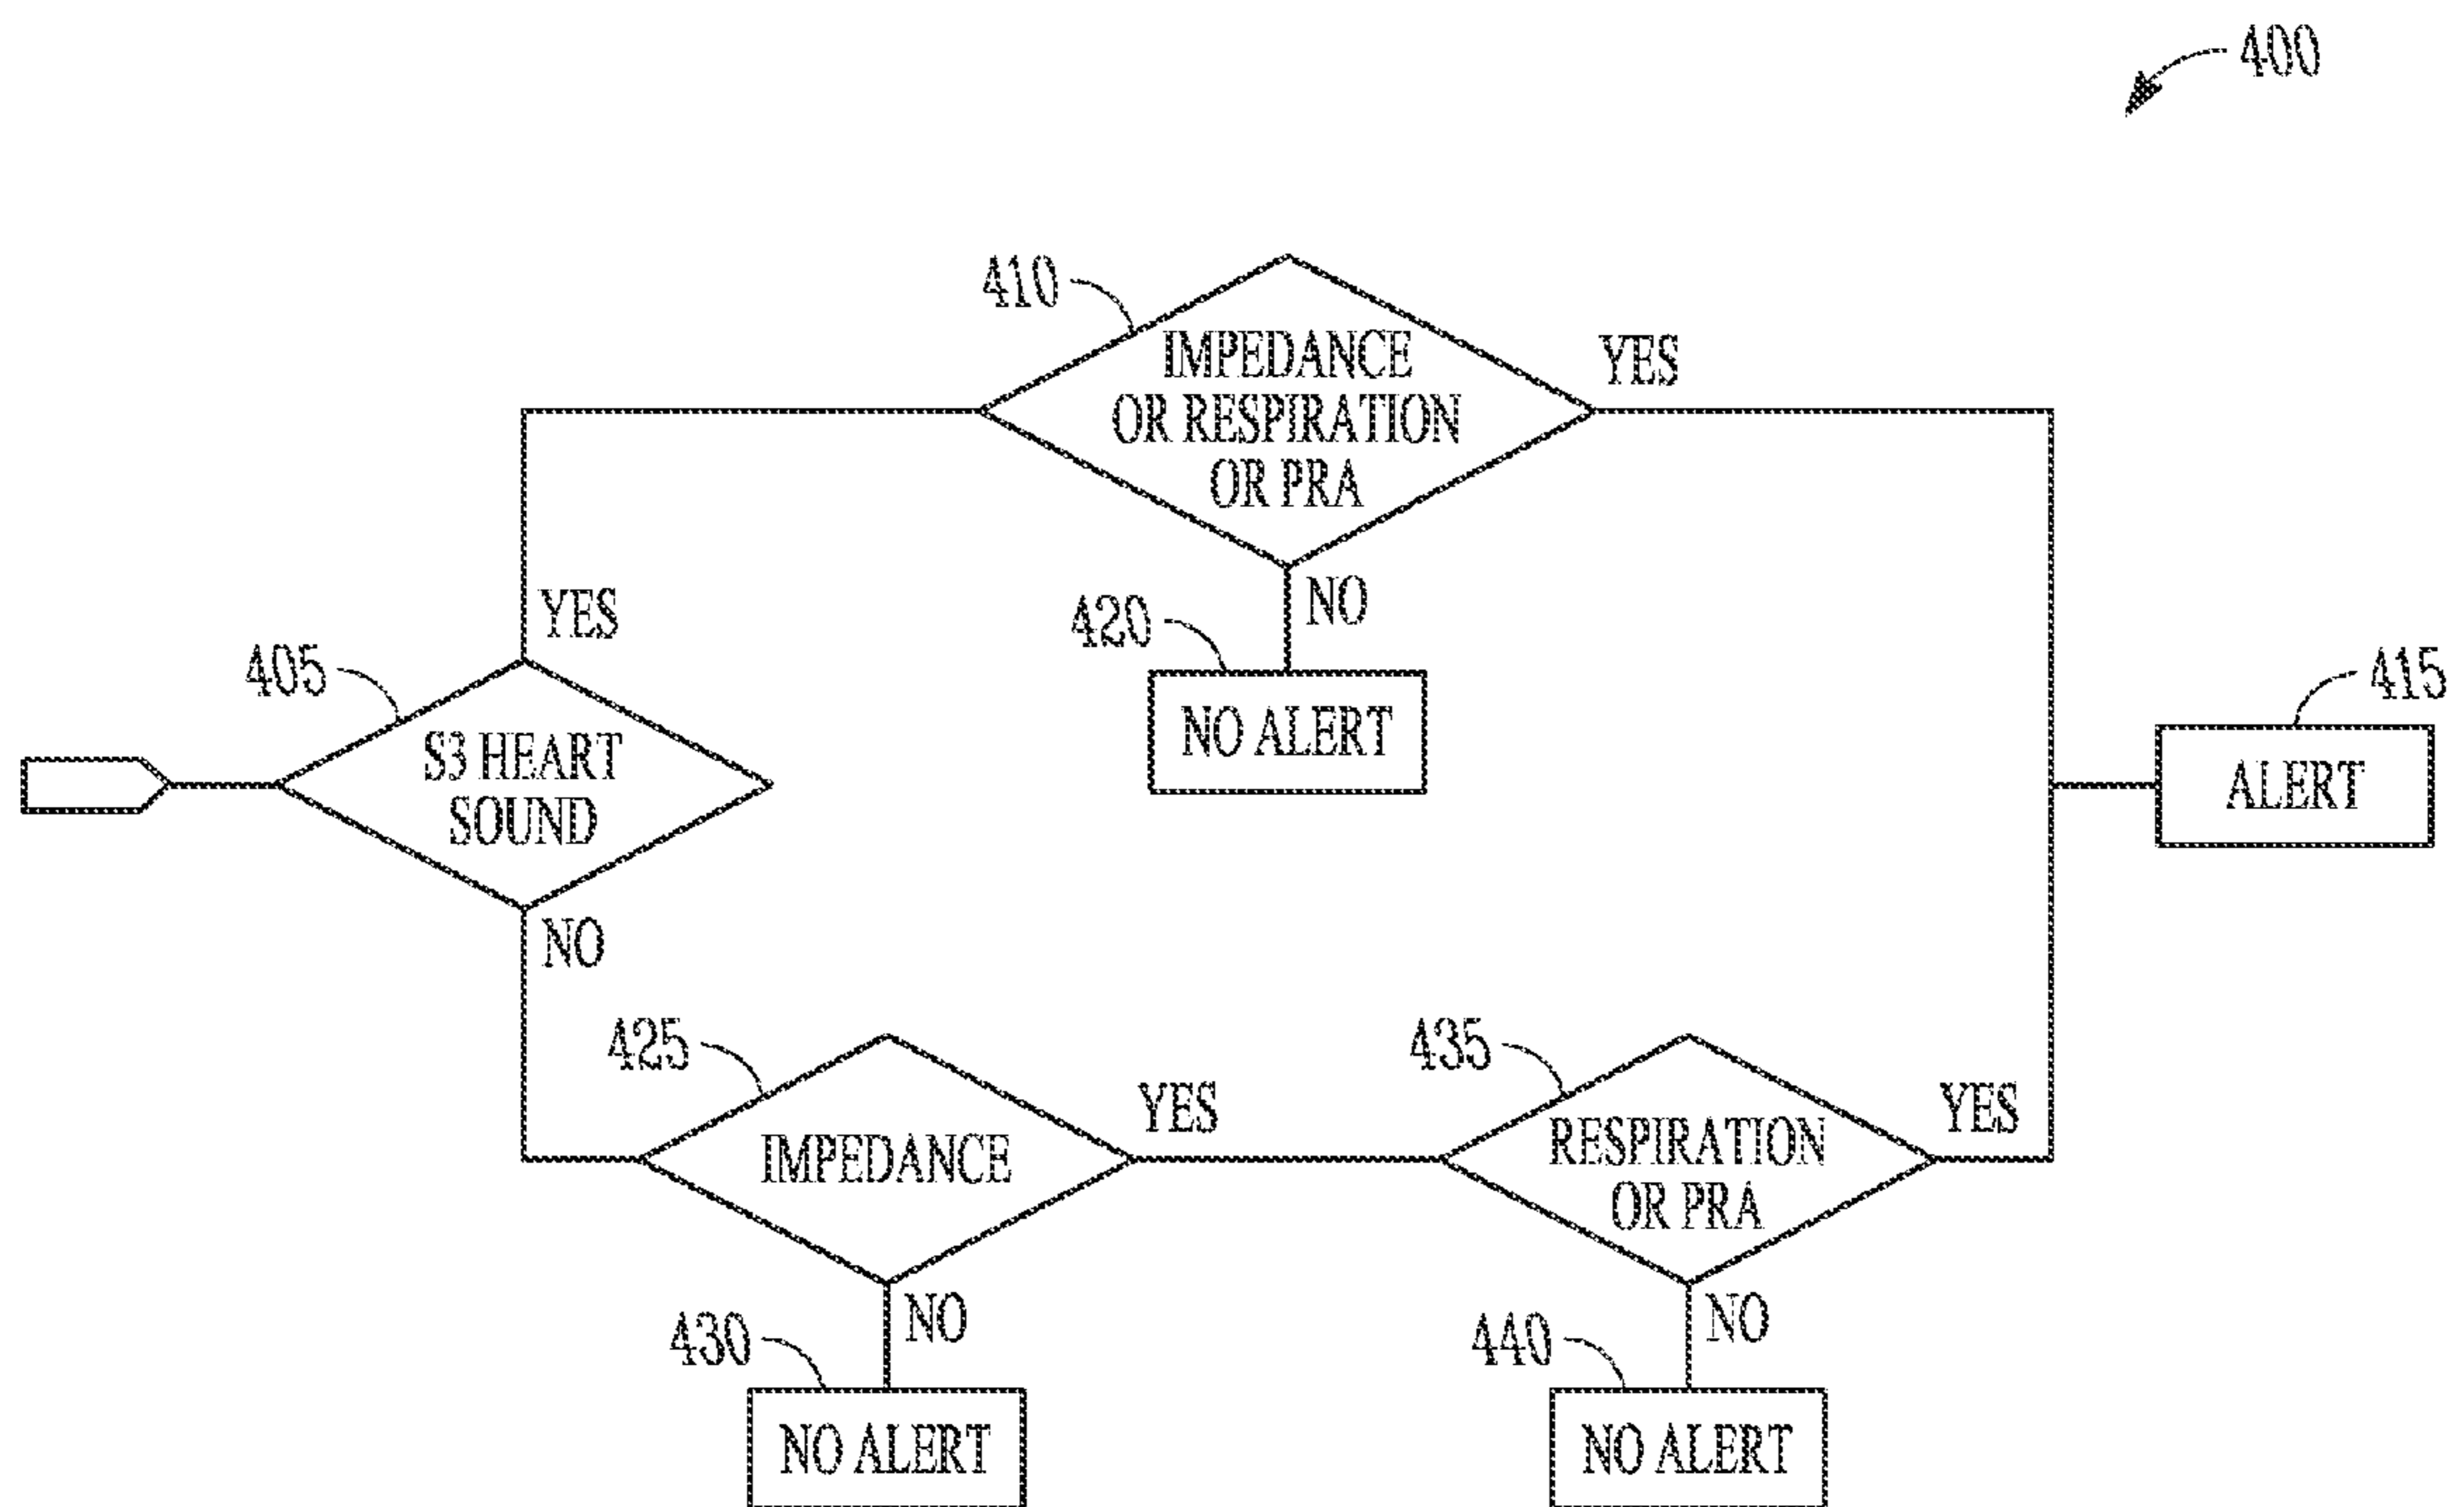 400
410
IMPEDANCE
OR RESPIRATION
OR PRA
YES
NO
420
NO ALERT
YES
405
S3 HEART
SOUND
NO
415
ALERT
425
IMPEDANCE
YES
435
RESPIRATION
OR PRA
YES
NO
430
NO ALERT
NO
440
NO ALERT